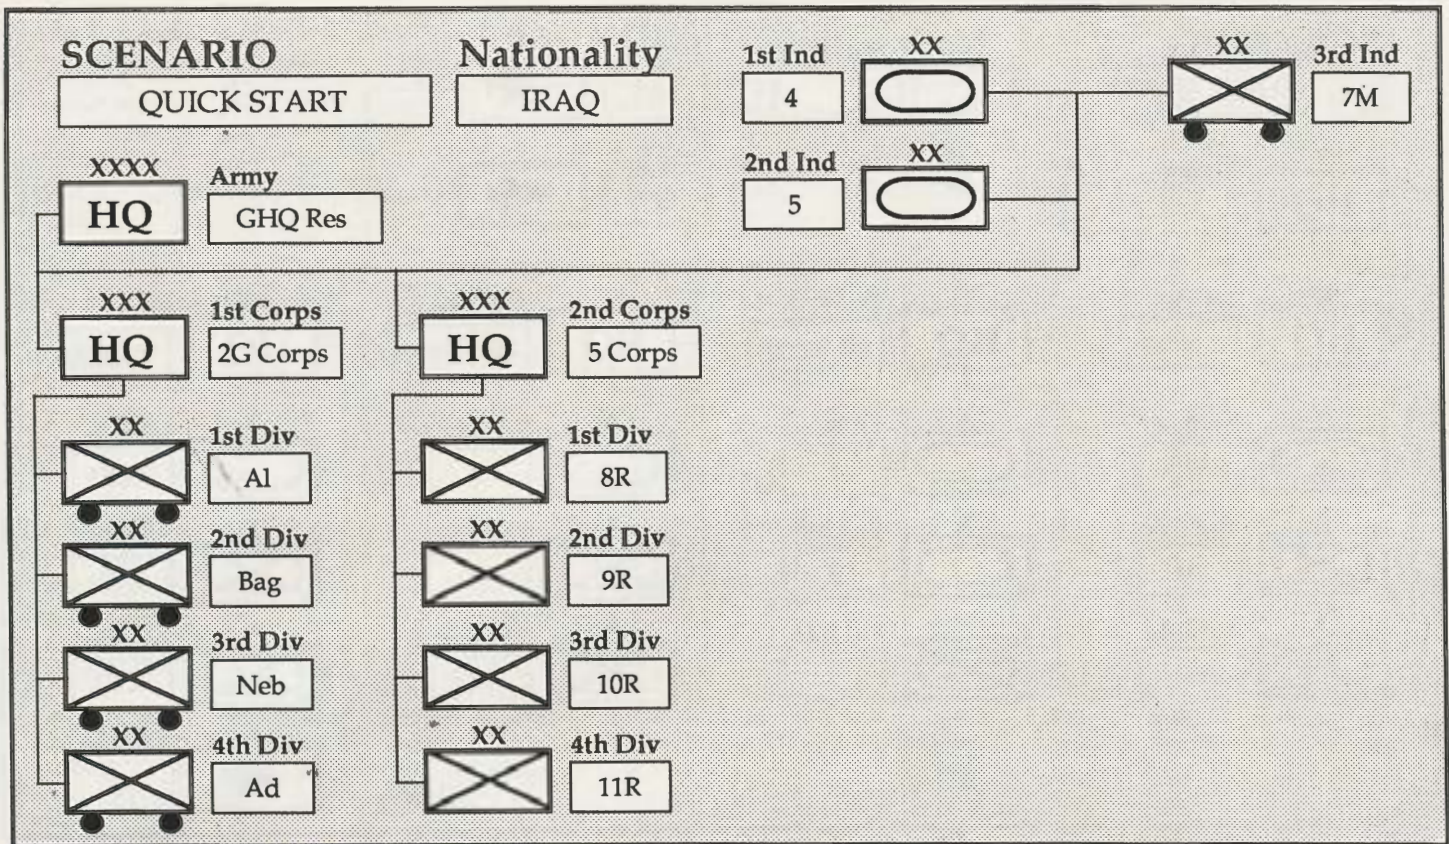 SCENARIO
QUICK START
Nationality
IRAQ
1st Ind
4
XX
XX
3rd Ind
7M
2nd Ind
5
XX
XXXX
HQ
Army
GHQ Res
XXX
HQ
1st Corps
2G Corps
XXX
HQ
2nd Corps
5 Corps
XX
1st Div
Al
XX
2nd Div
Bag
XX
3rd Div
Neb
XX
4th Div
Ad
XX
1st Div
8R
XX
2nd Div
9R
XX
3rd Div
10R
XX
4th Div
11R